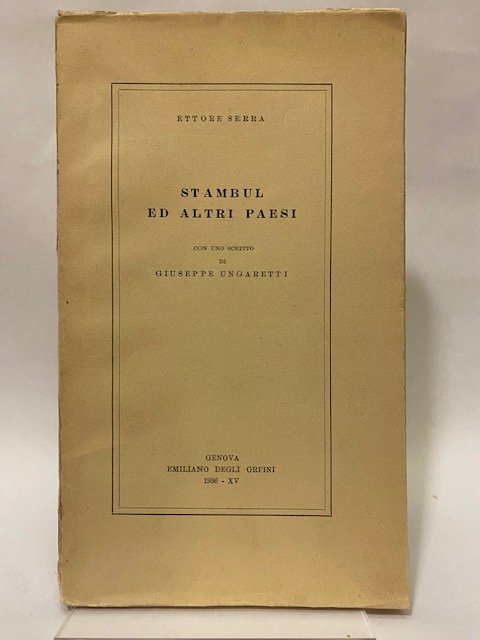 ETTORE SERRA
STAMBUL
ED ALTRI PAESI
CON UNO SCRITTO
DI
GIUSEPPE UNGARETTI
GENOVA
EMILIANO DEGLI ORFINI
1936 - XV